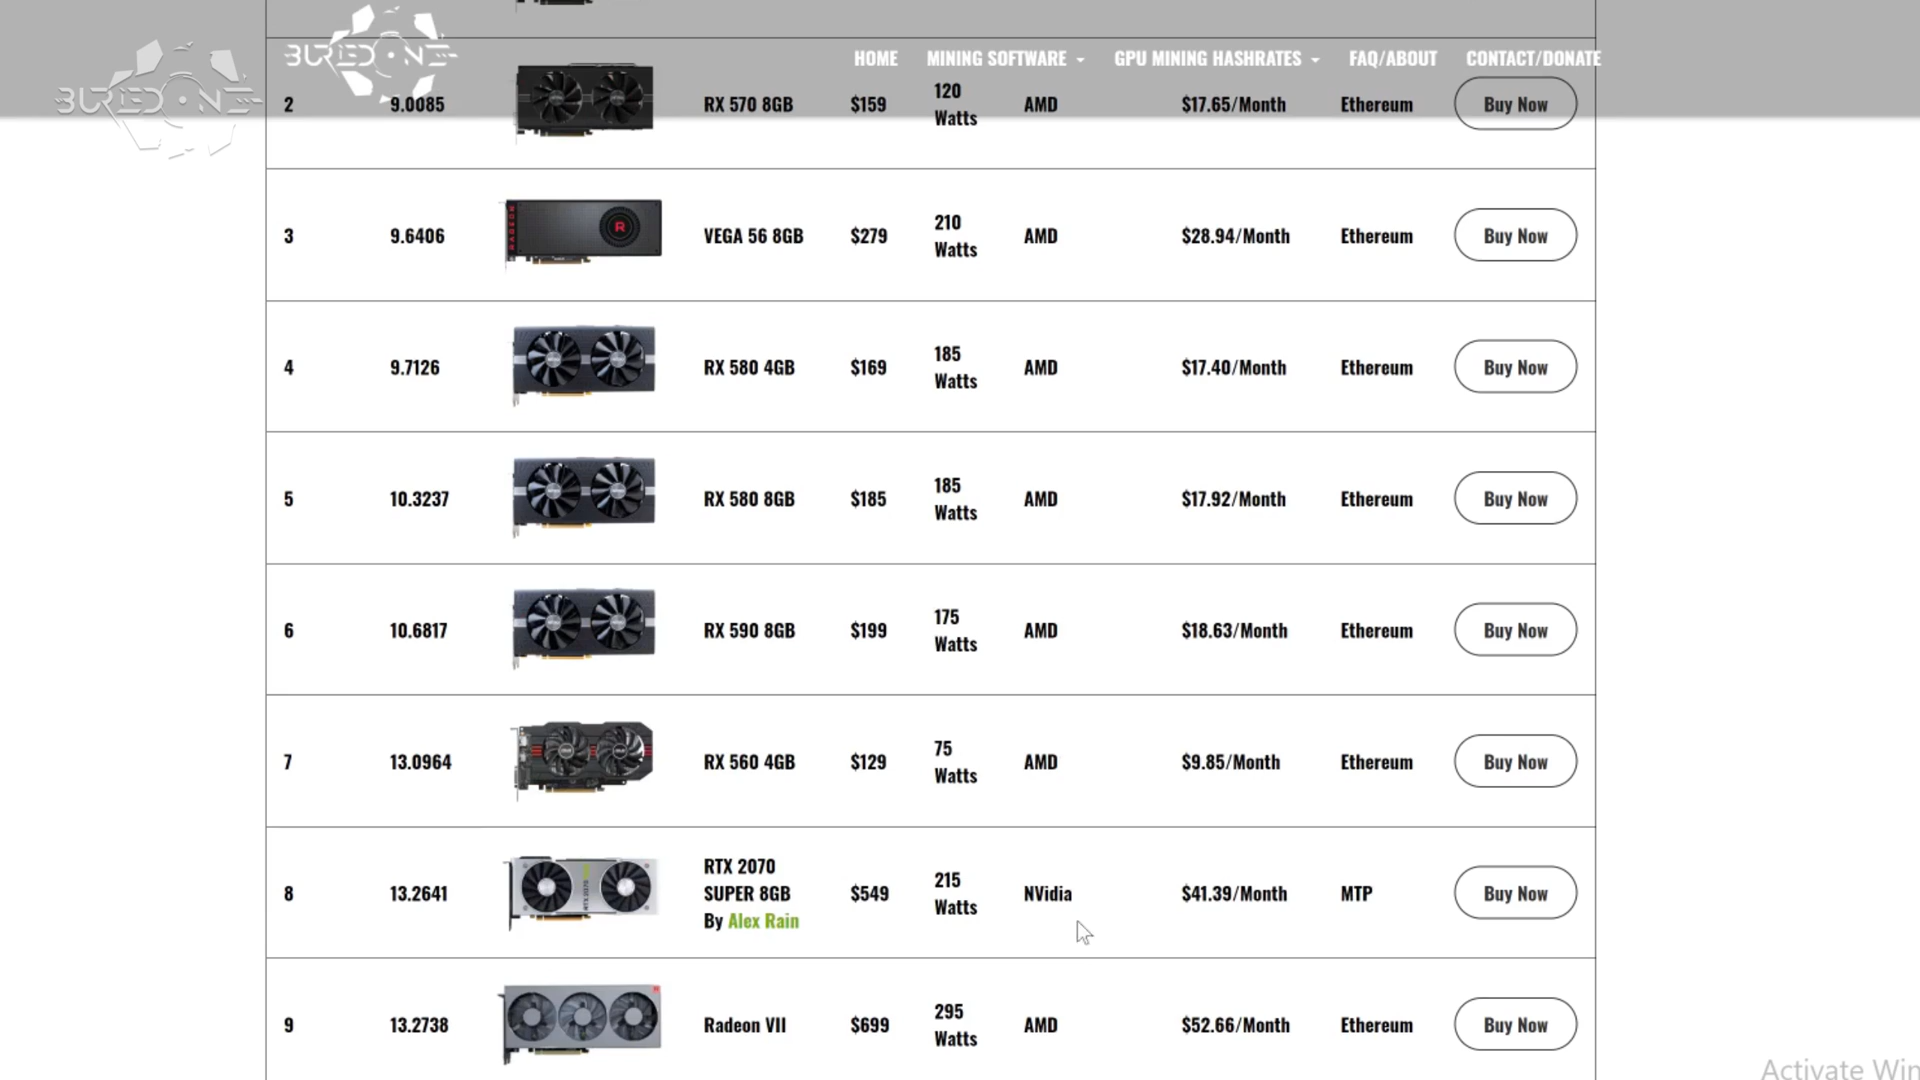 BURIEDONE
BURIEDONE
HOME MINING SOFTWARE GPU MINING HASHRATES FAQ/ABOUT CONTACT/DONATE
2 9.0085 RX 570 8GB $159 120 Watts AMD $17.65/Month Ethereum Buy Now
3 9.6406 VEGA 56 8GB $279 210 Watts AMD $28.94/Month Ethereum Buy Now
4 9.7126 RX 580 4GB $169 185 Watts AMD $17.40/Month Ethereum Buy Now
5 10.3237 RX 580 8GB $185 185 Watts AMD $17.92/Month Ethereum Buy Now
6 10.6817 RX 590 8GB $199 175 Watts AMD $18.63/Month Ethereum Buy Now
7 13.0964 RX 560 4GB $129 75 Watts AMD $9.85/Month Ethereum Buy Now
8 13.2641 RTX 2070 SUPER 8GB By Alex Rain $549 215 Watts NVidia $41.39/Month MTP Buy Now
9 13.2738 Radeon VII $699 295 Watts AMD $52.66/Month Ethereum Buy Now
Activate Win